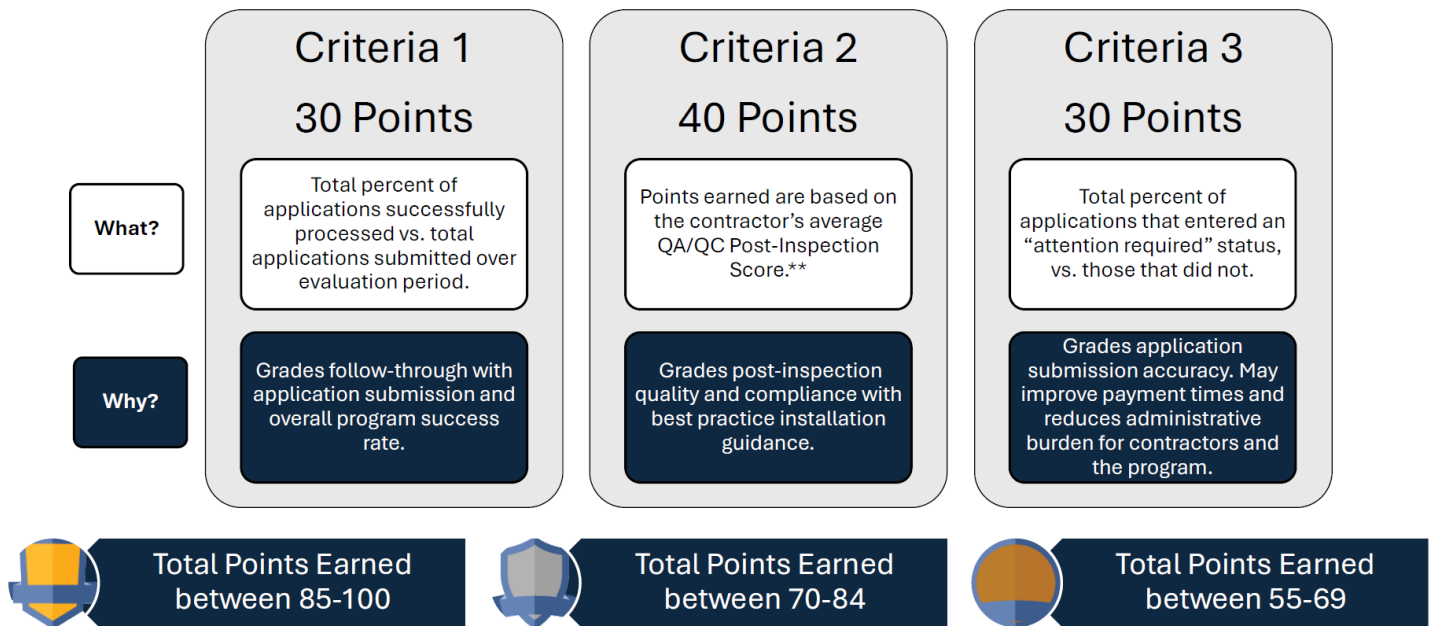 Criteria 1
30 Points
Criteria 2
40 Points
Criteria 3
30 Points
What?
Total percent of
applications successfully
processed vs. total
applications submitted over
evaluation period.
Points earned are based on
the contractor’s average
QA/QC Post-Inspection
Score.**
Total percent of
applications that entered an
“attention required” status,
vs. those that did not.
Why?
Grades follow-through with
application submission and
overall program success
rate.
Grades post-inspection
quality and compliance with
best practice installation
guidance.
Grades application
submission accuracy. May
improve payment times and
reduces administrative
burden for contractors and
the program.
Total Points Earned
between 85-100
Total Points Earned
between 70-84
Total Points Earned
between 55-69